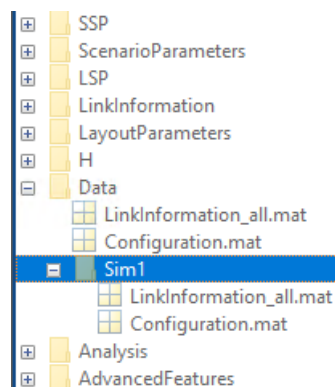 SSP
ScenarioParameters
LSP
LinkInformation
LayoutParameters
H
Data
LinkInformation_all.mat
Configuration.mat
Sim1
LinkInformation_all.mat
Configuration.mat
Analysis
AdvancedFeatures